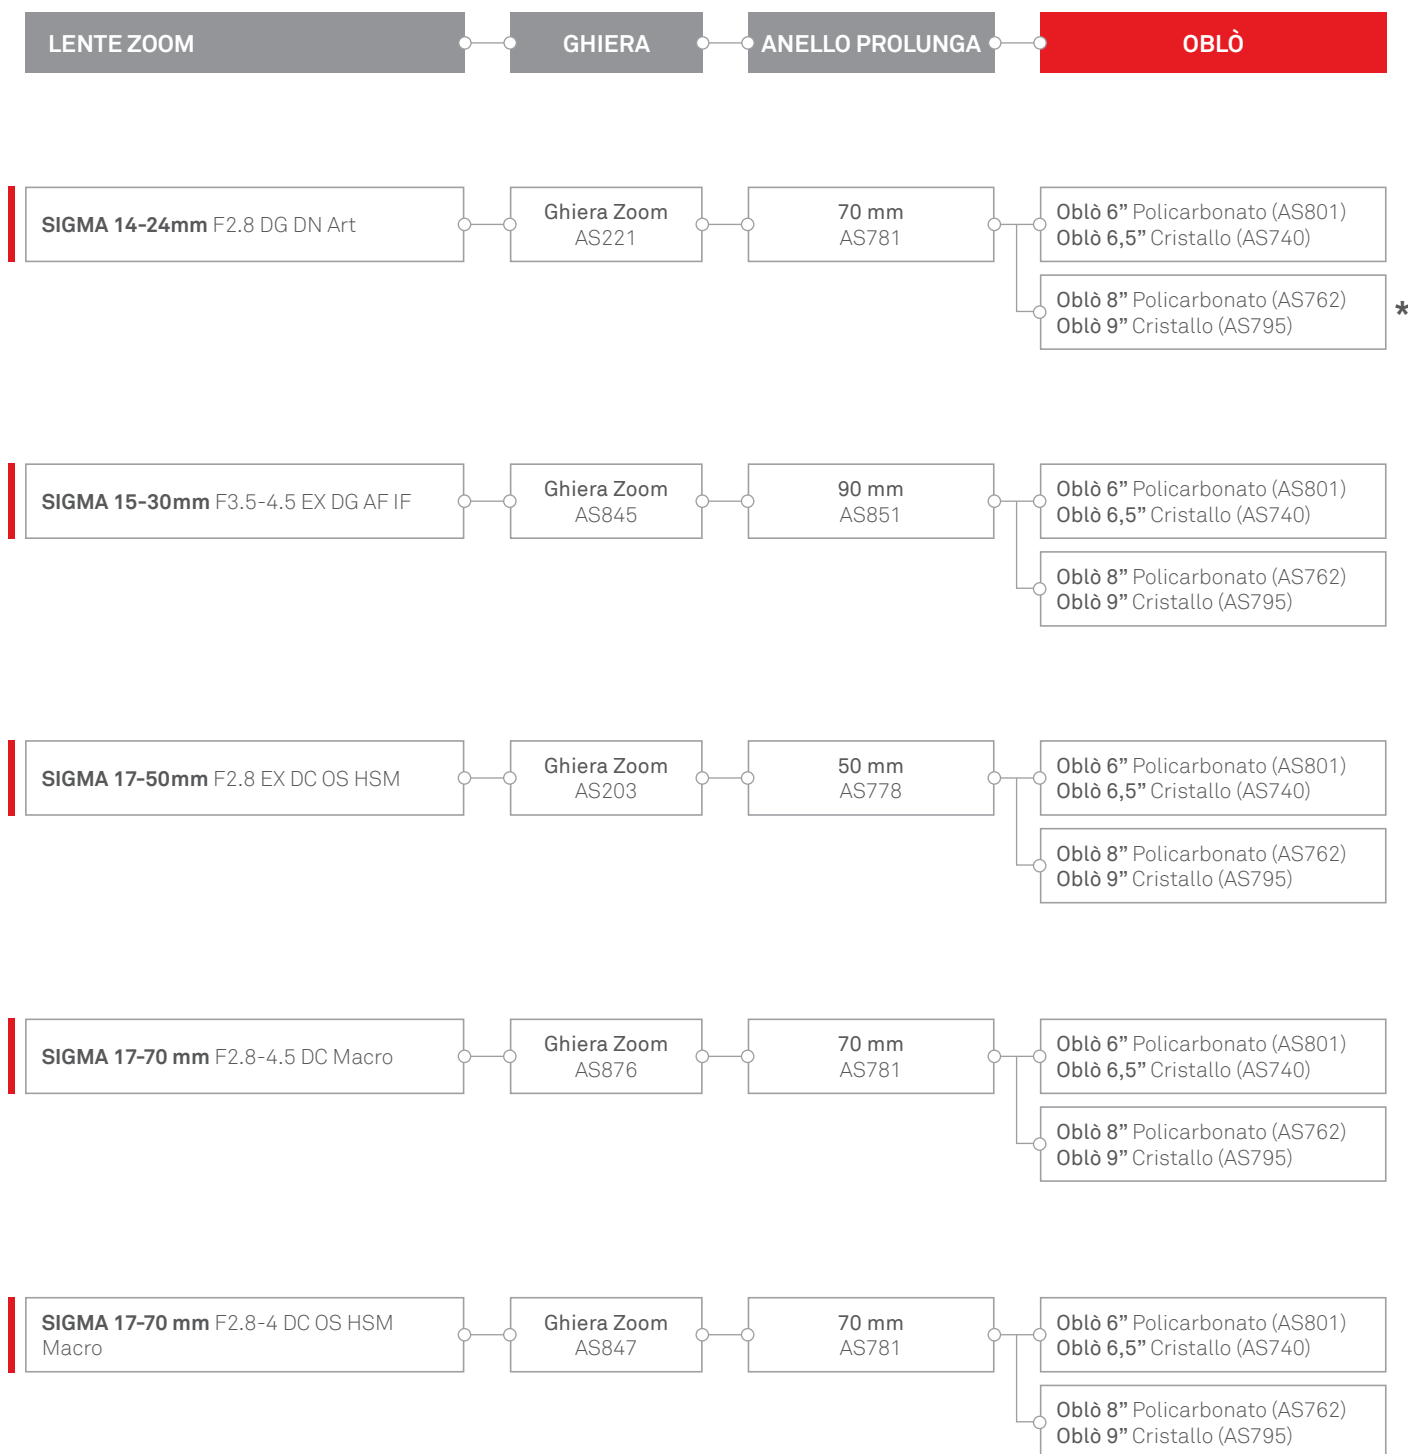 LENTE ZOOM
GHIERA
ANELLO PROLUNGA
OBLÒ
SIGMA 14-24mm F2.8 DG DN Art
Ghiera Zoom
AS221
70 mm
AS781
Oblò 6” Policarbonato (AS801)
Oblò 6,5” Cristallo (AS740)
Oblò 8” Policarbonato (AS762)
Oblò 9” Cristallo (AS795)
*
SIGMA 15-30mm F3.5-4.5 EX DG AF IF
Ghiera Zoom
AS845
90 mm
AS851
Oblò 6” Policarbonato (AS801)
Oblò 6,5” Cristallo (AS740)
Oblò 8” Policarbonato (AS762)
Oblò 9” Cristallo (AS795)
SIGMA 17-50mm F2.8 EX DC OS HSM
Ghiera Zoom
AS203
50 mm
AS778
Oblò 6” Policarbonato (AS801)
Oblò 6,5” Cristallo (AS740)
Oblò 8” Policarbonato (AS762)
Oblò 9” Cristallo (AS795)
SIGMA 17-70 mm F2.8-4.5 DC Macro
Ghiera Zoom
AS876
70 mm
AS781
Oblò 6” Policarbonato (AS801)
Oblò 6,5” Cristallo (AS740)
Oblò 8” Policarbonato (AS762)
Oblò 9” Cristallo (AS795)
SIGMA 17-70 mm F2.8-4 DC OS HSM
Macro
Ghiera Zoom
AS847
70 mm
AS781
Oblò 6” Policarbonato (AS801)
Oblò 6,5” Cristallo (AS740)
Oblò 8” Policarbonato (AS762)
Oblò 9” Cristallo (AS795)